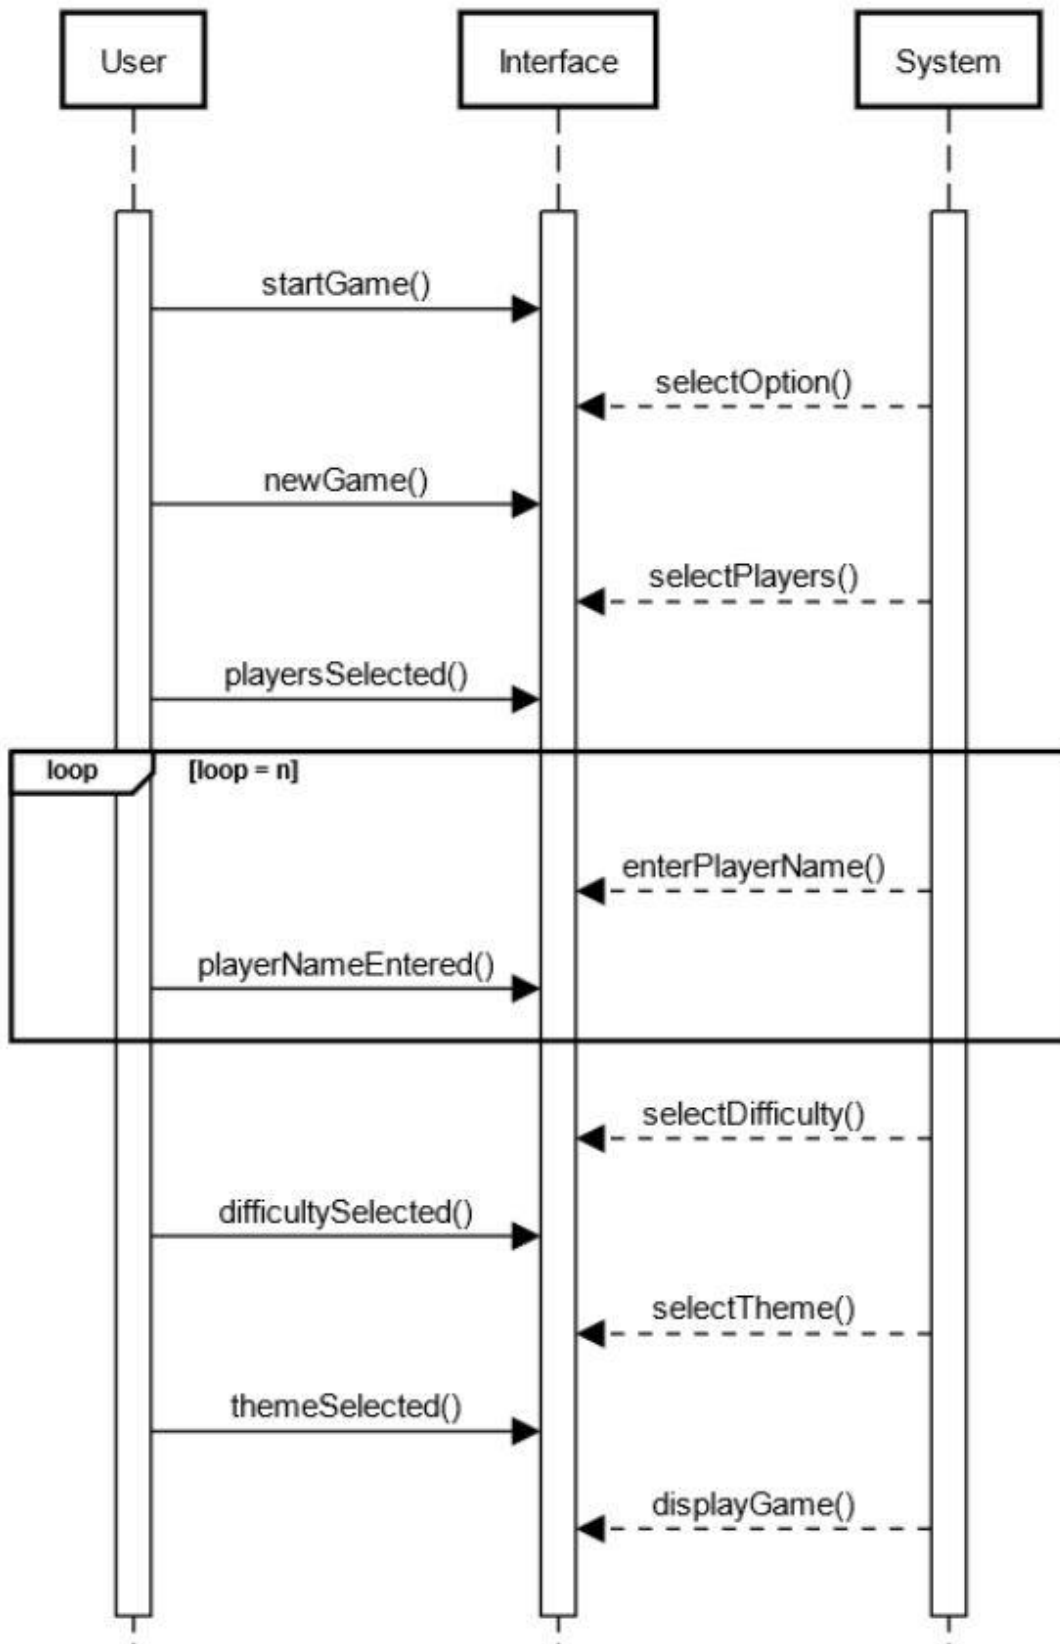 User
Interface
System
startGame()
selectOption()
newGame()
selectPlayers()
playersSelected()
loop
[loop = n]
enterPlayerName()
playerNameEntered()
selectDifficulty()
difficultySelected()
selectTheme()
themeSelected()
displayGame()